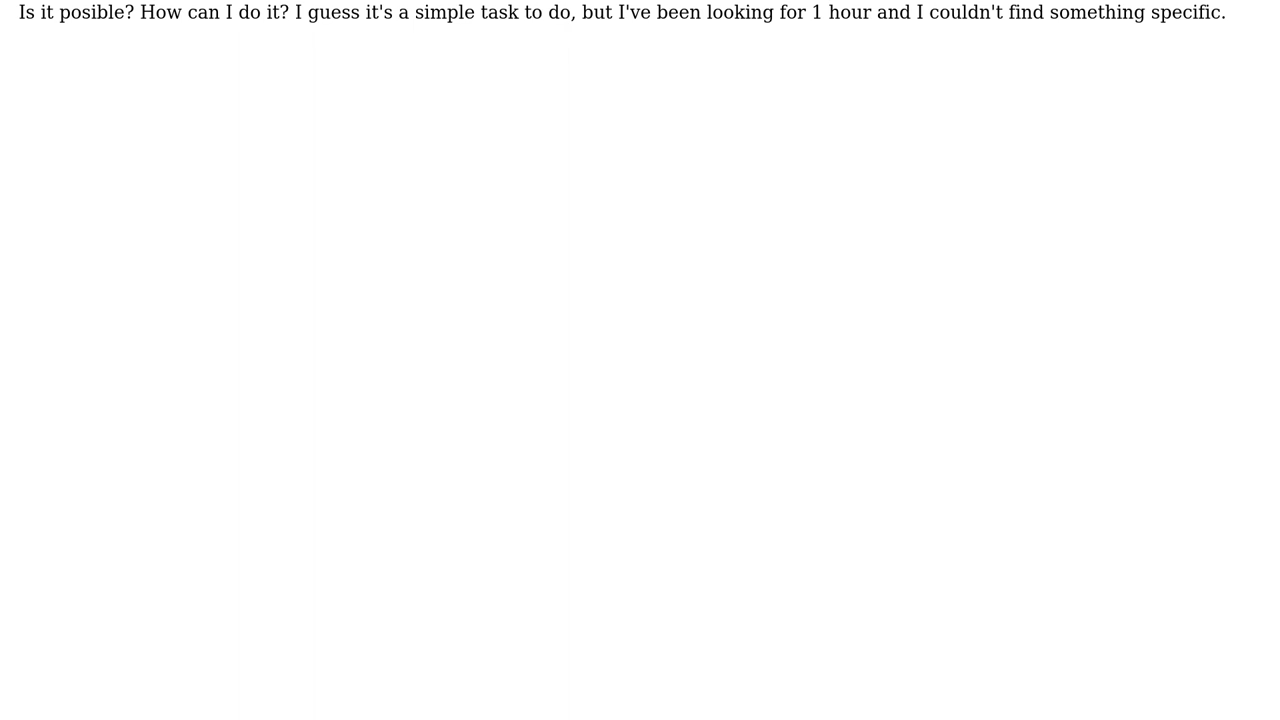 Is it posible? How can I do it? I guess it's a simple task to do, but I've been looking for 1 hour and I couldn't find something specific.